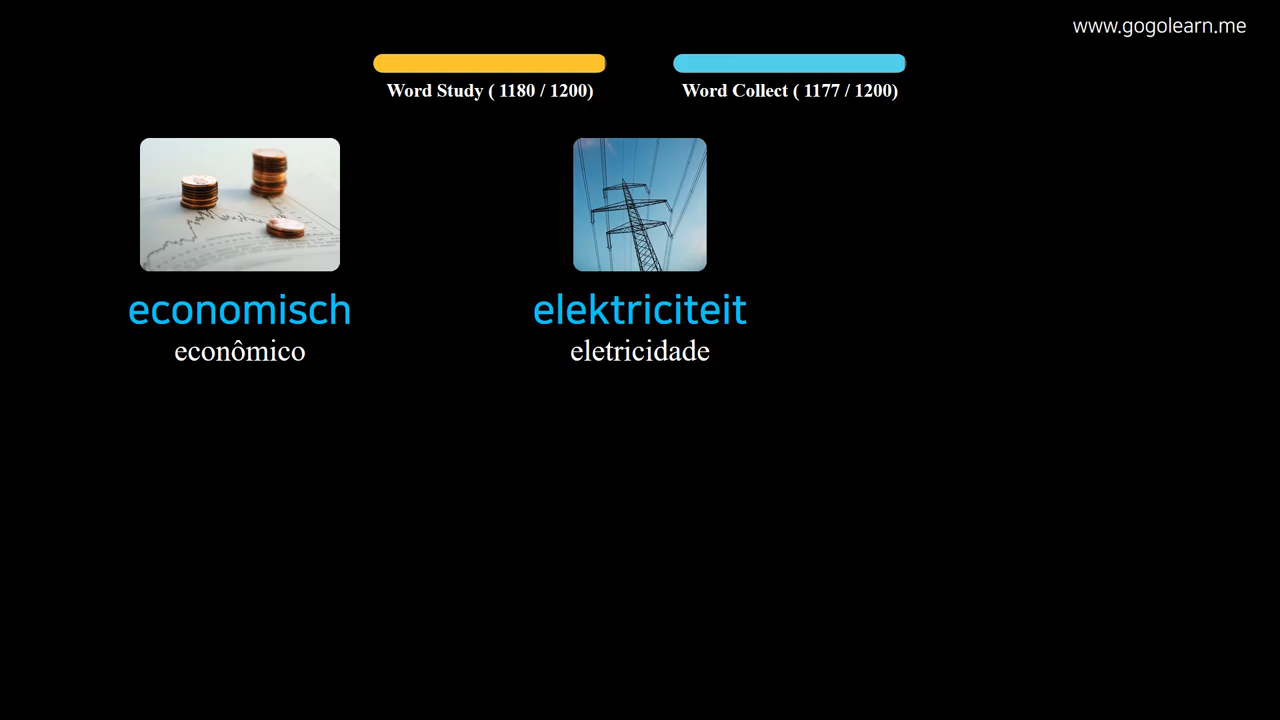 www.gogolearn.me
Word Study ( 1180 / 1200)
Word Collect ( 1177 / 1200)
economisch
econômico
elektriciteit
eletricidade